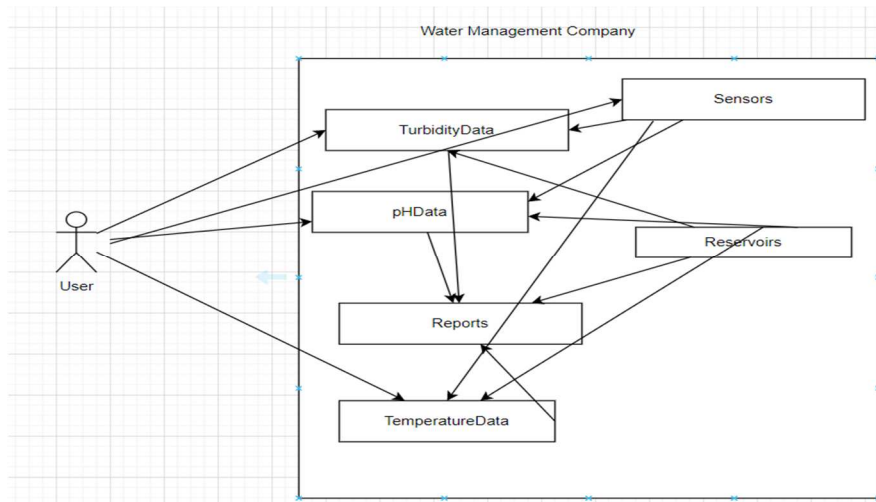 Water Management Company
Sensors
TurbidityData
pHData
Reservoirs
User
Reports
TemperatureData